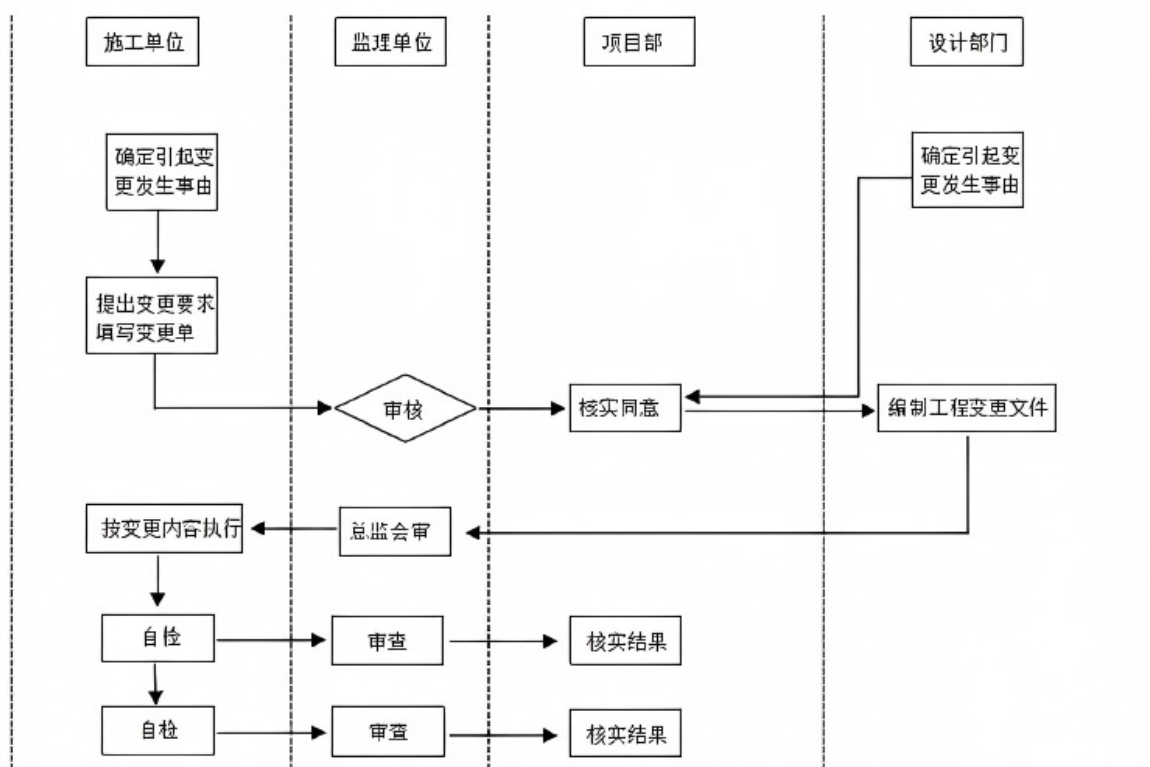 施工单位
监理单位
项目部
设计部门
确定引起变
更发生事由
确定引起变
更发生事由
提出变更要求
填写变更单
审核
核实同意
编制工程变更文件
按变更内容执行
总监会审
自检
审查
核实结果
自检
审查
核实结果